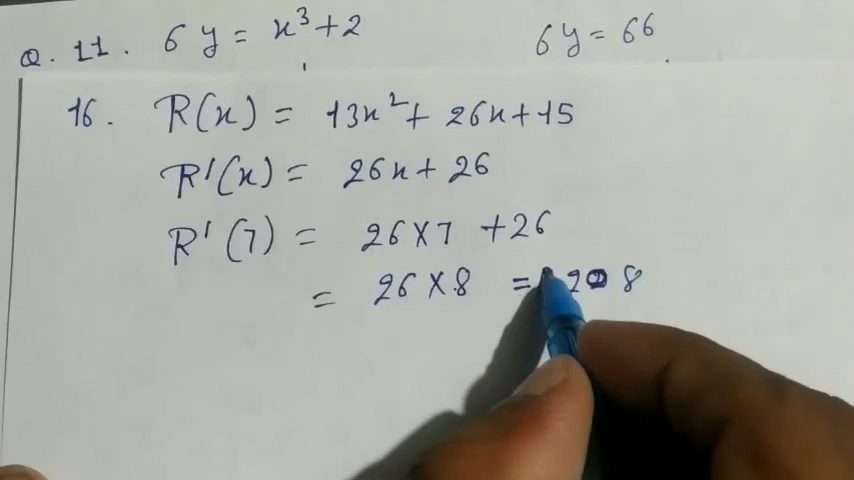 Q. 11. 6y = x³+2 6y = 66
16. R(x) = 13x²+ 26x+15
R'(x) = 26x+ 26
R' (7) = 26×7 +26
= 26×8 = 208